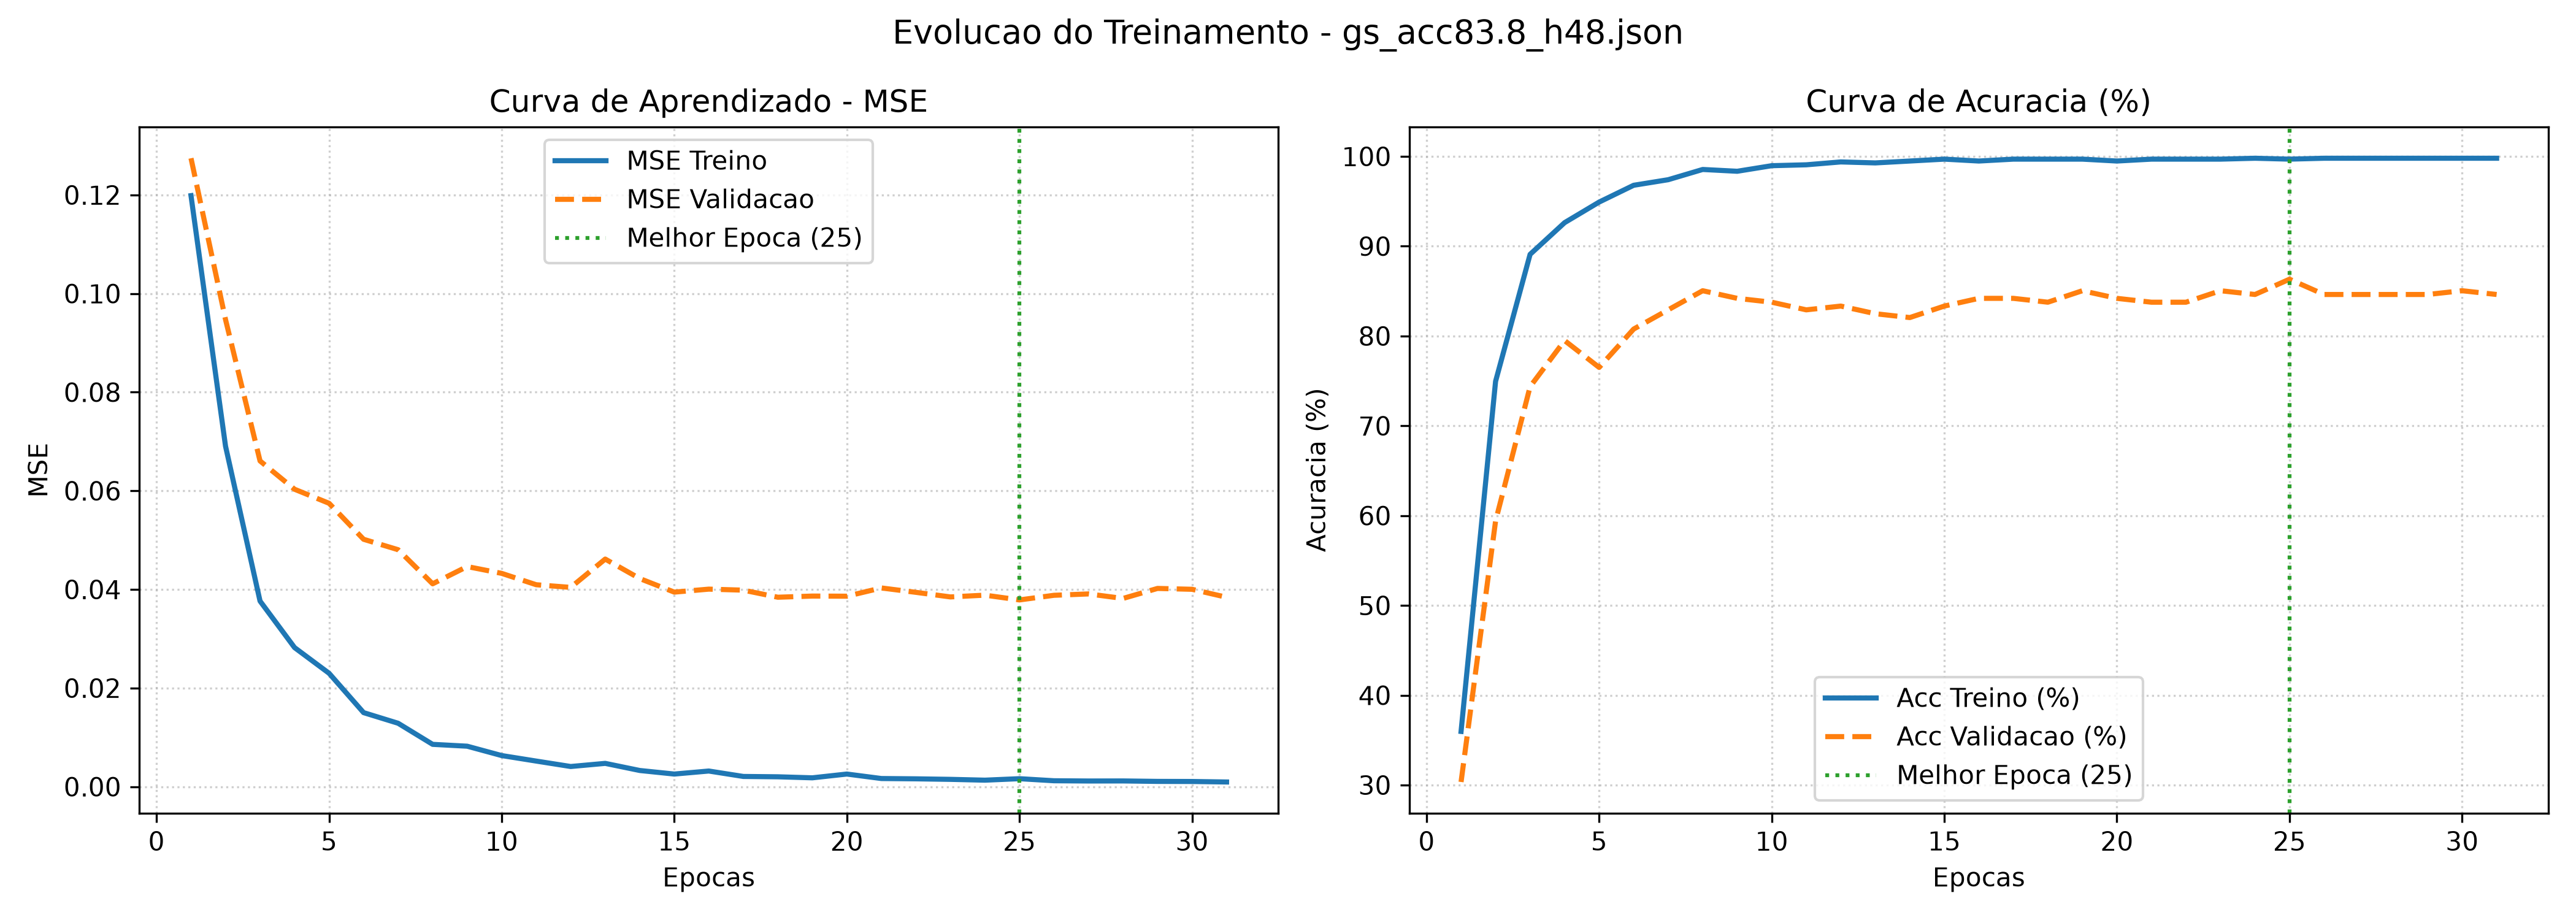 Evolucao do Treinamento - gs_acc83.8_h48.json
Curva de Aprendizado - MSE
MSE Treino
MSE Validacao
Melhor Epoca (25)
0.12
0.10
0.08
0.06
0.04
0.02
0.00
MSE
0 5 10 15 20 25 30
Epocas
Curva de Acuracia (%)
100
90
80
70
60
50
40
30
Acuracia (%)
Acc Treino (%)
Acc Validacao (%)
Melhor Epoca (25)
0 5 10 15 20 25 30
Epocas